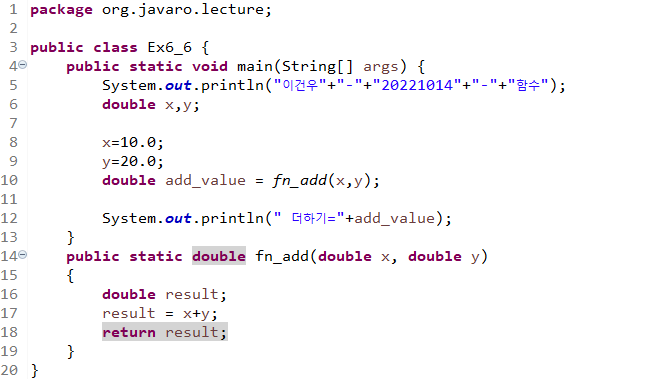 1 package org.javaro.lecture;
2
3 public class Ex6_6 {
4     public static void main(String[] args) {
5         System.out.println("이건우"+"-"+"20221014"+"-"+"함수");
6         double x,y;
7
8         x=10.0;
9         y=20.0;
10         double add_value = fn_add(x,y);
11
12         System.out.println(" 더하기="+add_value);
13     }
14     public static double fn_add(double x, double y)
15     {
16         double result;
17         result = x+y;
18         return result;
19     }
20 }